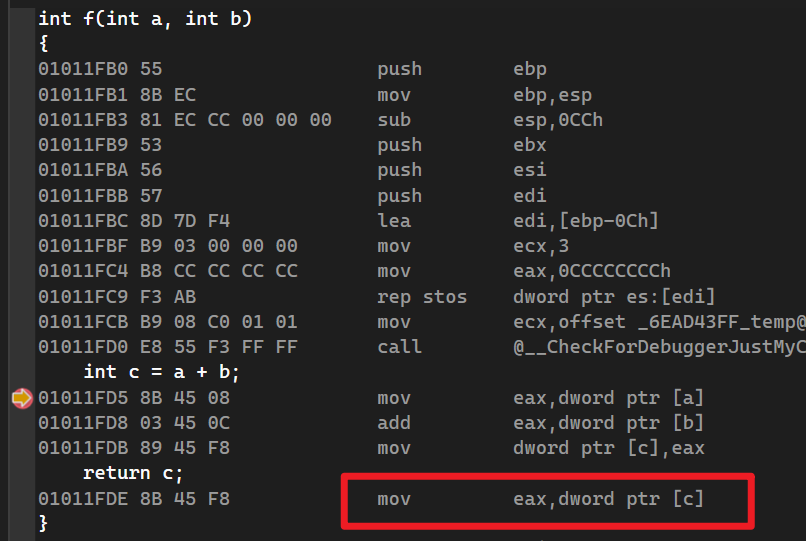 int f(int a, int b)
{
01011FB0 55 push ebp
01011FB1 8B EC mov ebp,esp
01011FB3 81 EC CC 00 00 00 sub esp,0CCh
01011FB9 53 push ebx
01011FBA 56 push esi
01011FBB 57 push edi
01011FBC 8D 7D F4 lea edi,[ebp-0Ch]
01011FBF B9 03 00 00 00 mov ecx,3
01011FC4 B8 CC CC CC CC mov eax,0CCCCCCCCh
01011FC9 F3 AB rep stos dword ptr es:[edi]
01011FCB B9 08 C0 01 01 mov ecx,offset _6EAD43FF_temp@
01011FD0 E8 55 F3 FF FF call @__CheckForDebuggerJustMyC
int c = a + b;
01011FD5 8B 45 08 mov eax,dword ptr [a]
01011FD8 03 45 0C add eax,dword ptr [b]
01011FDB 89 45 F8 mov dword ptr [c],eax
return c;
01011FDE 8B 45 F8 mov eax,dword ptr [c]
}